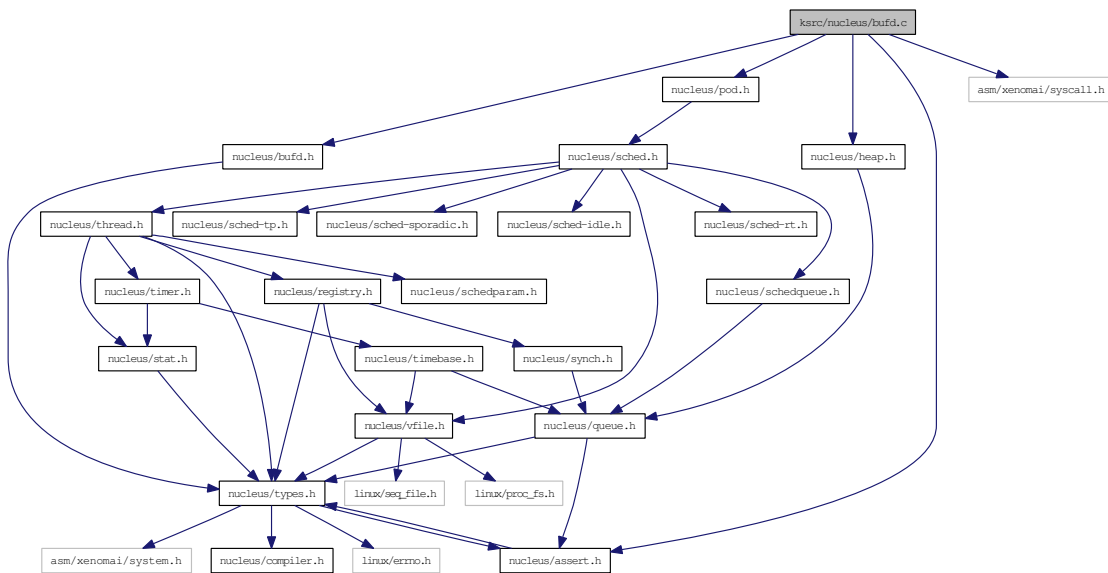 ksrc/nucleus/bufd.c
nucleus/pod.h
asm/xenomai/syscall.h
nucleus/bufd.h
nucleus/sched.h
nucleus/heap.h
nucleus/thread.h
nucleus/sched-tp.h
nucleus/sched-sporadic.h
nucleus/sched-idle.h
nucleus/sched-rt.h
nucleus/timer.h
nucleus/registry.h
nucleus/schedparam.h
nucleus/schedqueue.h
nucleus/stat.h
nucleus/timebase.h
nucleus/synch.h
nucleus/vfile.h
nucleus/queue.h
nucleus/types.h
linux/seq_file.h
linux/proc_fs.h
asm/xenomai/system.h
nucleus/compiler.h
linux/errno.h
nucleus/assert.h